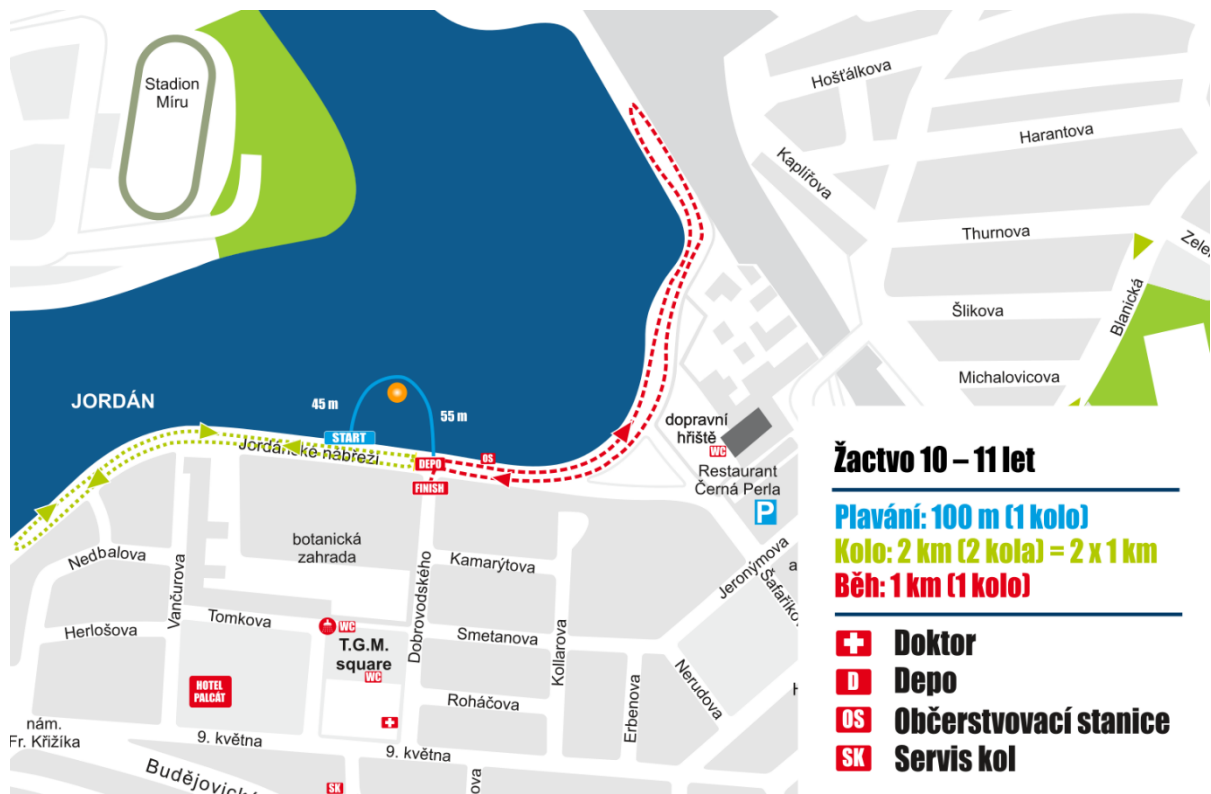 Stadion
Míru
Hošťálkova
Harantova
Kaplířova
Thurnova
Blanická
Šlikova
Michalovicova
JORDÁN
45 m
55 m
START
Jordánské nábřeží
DEPO
OS
FINISH
dopravní
hřiště
WC
Restaurant
Černá Perla
P
botanická
zahrada
Nedbalova
Vančurova
Kamarýtova
Dobrovodského
Jeronýmova
Herlošova
Tomkova
WC
T.G.M.
square
WC
Smetanova
Kollarova
Nerudova
HOTEL
PALCÁT
Roháčova
Erbenova
nám.
Fr. Křižíka
9. května
9. května
SK
Žactvo 10 – 11 let
Plavání: 100 m (1 kolo)
Kolo: 2 km (2 kola) = 2 x 1 km
Běh: 1 km (1 kolo)
Doktor
D Depo
OS Občerstvovací stanice
SK Servis kol